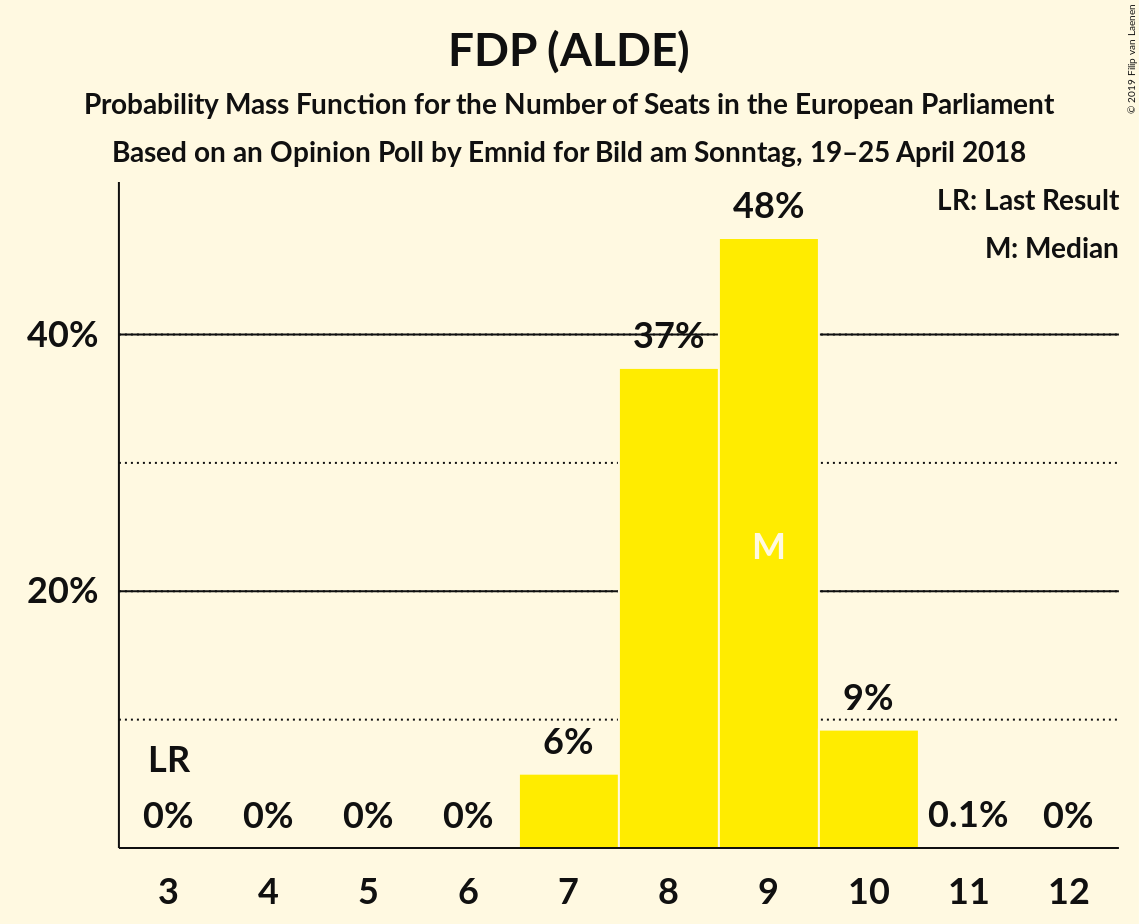 FDP (ALDE)
Probability Mass Function for the Number of Seats in the European Parliament
Based on an Opinion Poll by Emnid for Bild am Sonntag, 19–25 April 2018
© 2019 Filip van Laenen
LR: Last Result
M: Median
48%
40%
37%
M
20%
9%
6%
LR
0% 0% 0% 0% 0.1% 0%
3 4 5 6 7 8 9 10 11 12